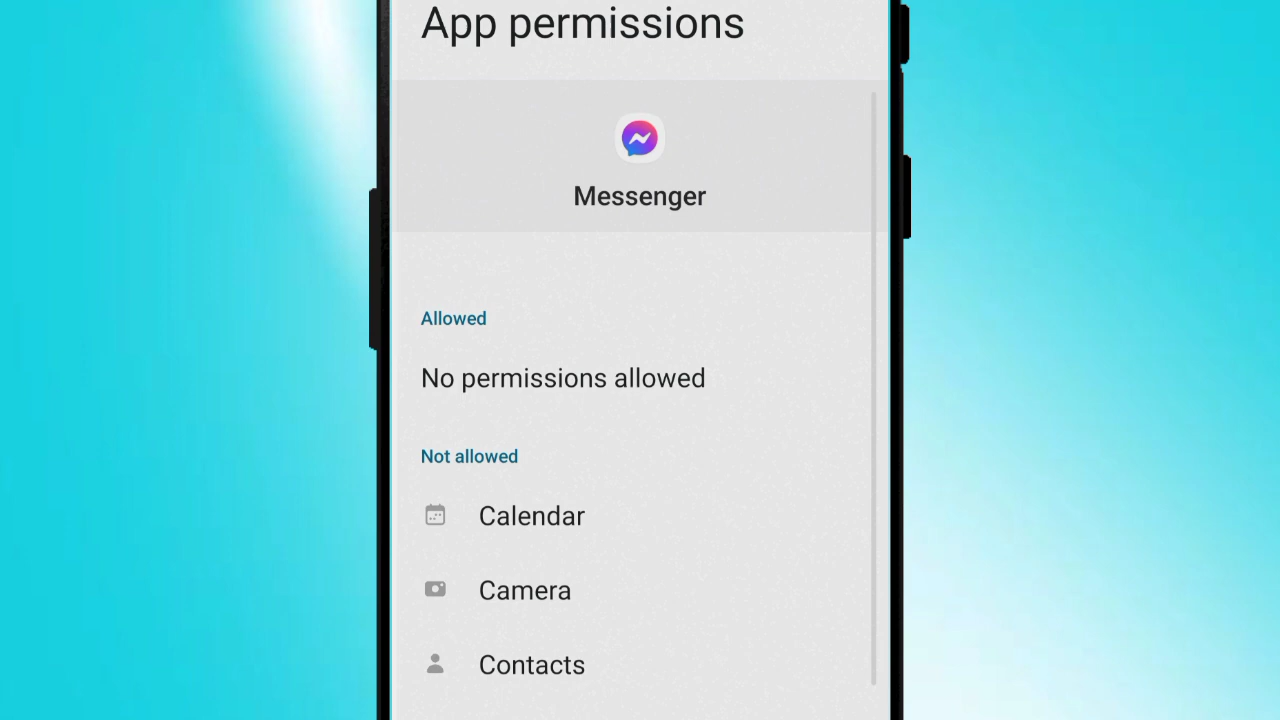 App permissions
Messenger
Allowed
No permissions allowed
Not allowed
Calendar
Camera
Contacts